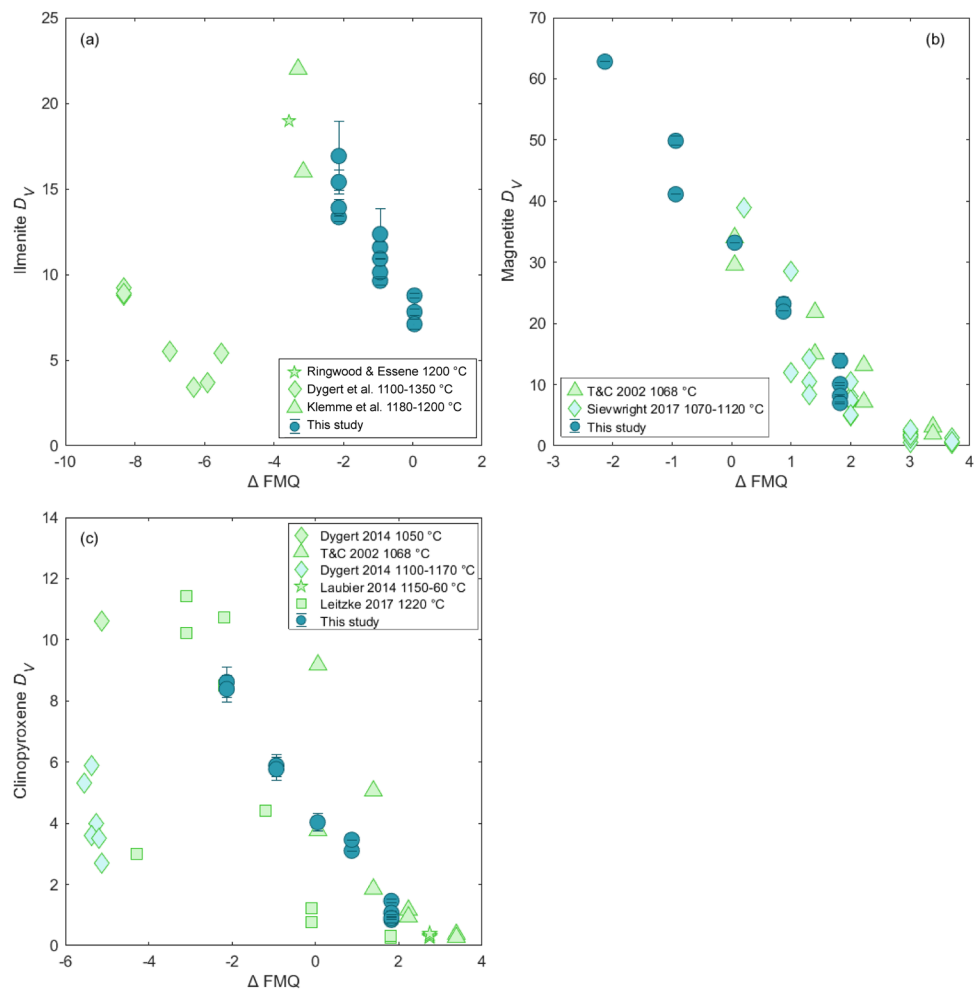 (a)
25
20
15
10
5
0
Ilmenite D_V
-10
-8
-6
-4
-2
0
2
Δ FMQ
Ringwood & Essene 1200 °C
Dygert et al. 1100-1350 °C
Klemme et al. 1180-1200 °C
This study
(b)
70
60
50
40
30
20
10
0
Magnetite D_V
-3
-2
-1
0
1
2
3
4
Δ FMQ
T&C 2002 1068 °C
Sievwright 2017 1070-1120°C
This study
(c)
14
12
10
8
6
4
2
0
Clinopyroxene D_V
-6
-4
-2
0
2
4
Δ FMQ
Dygert 2014 1050 °C
T&C 2002 1068 °C
Dygert 2014 1100-1170 °C
Laubier 2014 1150-60 °C
Leitzke 2017 1220 °C
This study